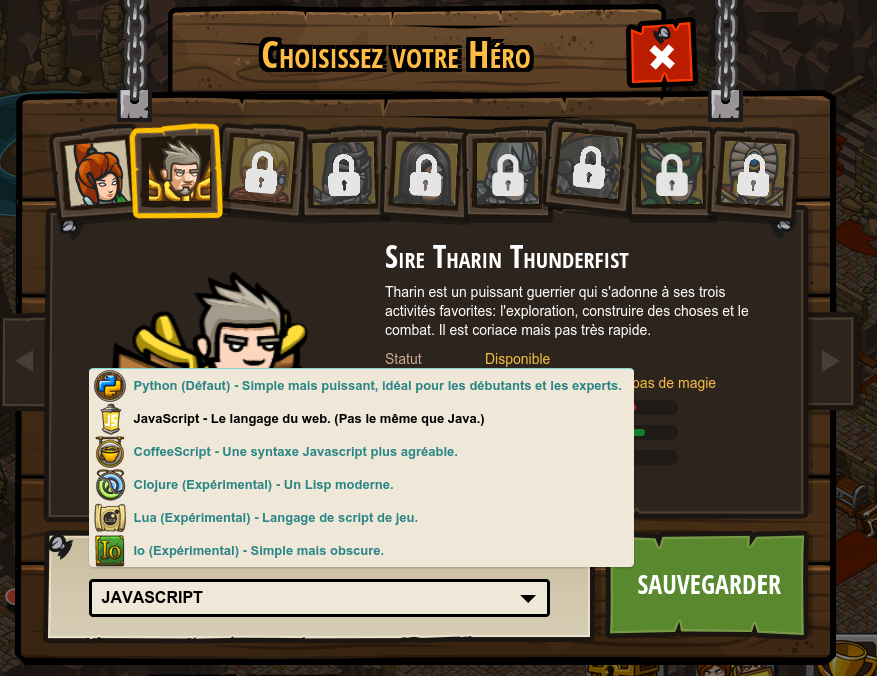 Choisissez votre Héro
Sire Tharin Thunderfist
Tharin est un puissant guerrier qui s'adonne à ses trois
activités favorites: l'exploration, construire des choses et le
combat. Il est coriace mais pas très rapide.
Statut Disponible
pas de magie
Python (Défaut) - Simple mais puissant, idéal pour les débutants et les experts.
JavaScript - Le langage du web. (Pas le même que Java.)
CoffeeScript - Une syntaxe Javascript plus agréable.
Clojure (Expérimental) - Un Lisp moderne.
Lua (Expérimental) - Langage de script de jeu.
Io
Io (Expérimental) - Simple mais obscure.
JAVASCRIPT
SAUVEGARDER